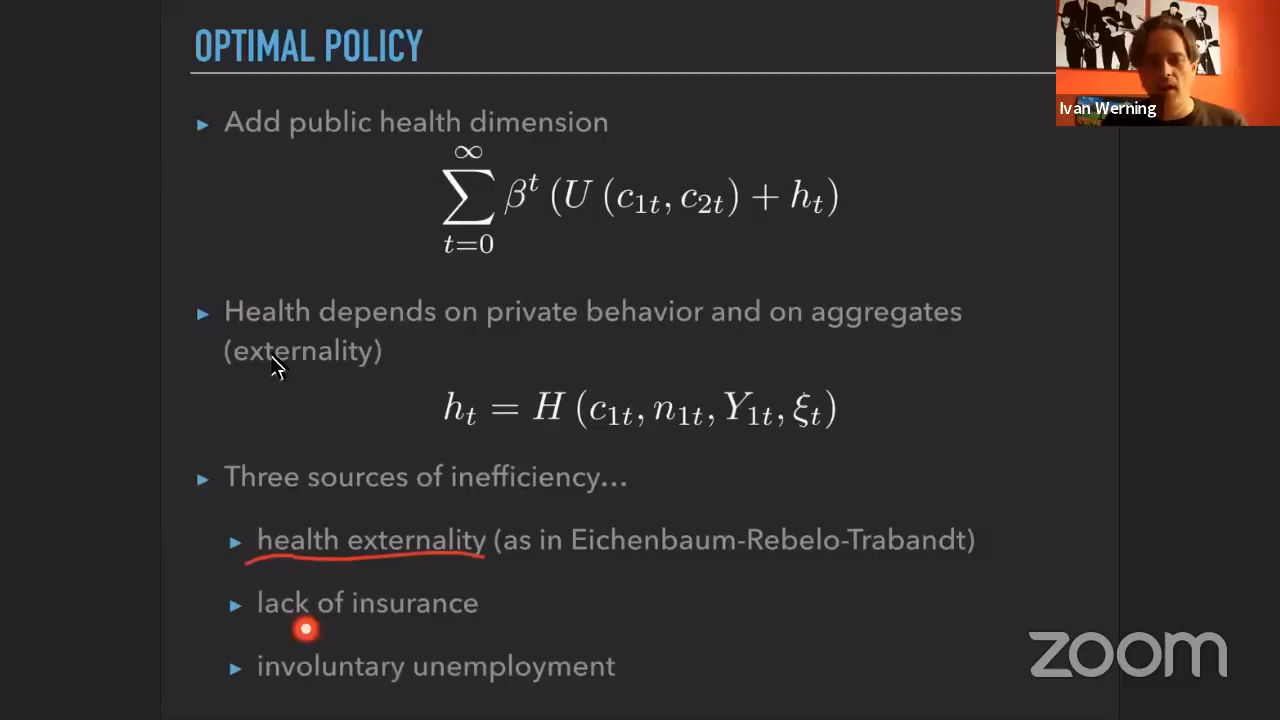 OPTIMAL POLICY
Ivan Werning
▸ Add public health dimension
∑_{t=0}^{∞} β^t (U (c_{1t}, c_{2t}) + h_t)
▸ Health depends on private behavior and on aggregates
(externality)
h_t = H (c_{1t}, n_{1t}, Y_{1t}, ξ_t)
▸ Three sources of inefficiency…
▸ health externality (as in Eichenbaum-Rebelo-Trabandt)
▸ lack of insurance
▸ involuntary unemployment
zoom